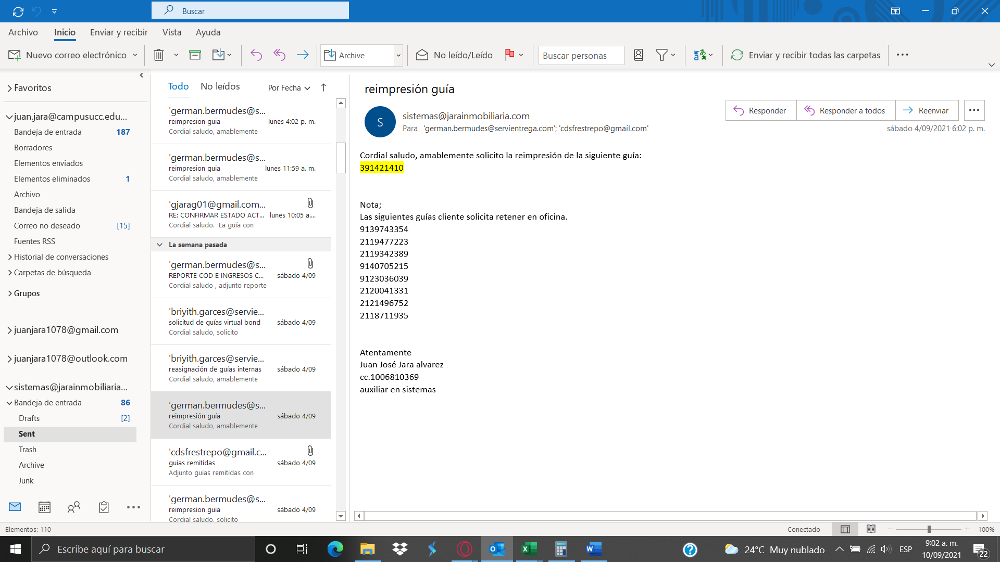 Buscar
Archivo
Inicio
Enviar y recibir
Vista
Ayuda
Nuevo correo electrónico
Archive
No leído/Leído
Buscar personas
Enviar y recibir todas las carpetas
Favoritos
juan.jara@campusucc.edu...
Bandeja de entrada 187
Borradores
Elementos enviados
Elementos eliminados 1
Archivo
Bandeja de salida
Correo no deseado [15]
Fuentes RSS
Historial de conversaciones
Carpetas de búsqueda
Grupos
juanjara1078@gmail.com
juanjara1078@outlook.com
sistemas@jarainmobiliaria...
Bandeja de entrada 86
Drafts [2]
Sent
Trash
Archive
Junk
Todo No leídos Por Fecha
'german.bermudes@s...
reimpresion guia lunes 4:02 p. m.
Cordial saludo, amablemente
'german.bermudes@s...
reimpresion guia lunes 11:59 a. m.
Cordial saludo, amablemente
'gjarag01@gmail.com...
RE: CONFIRMAR ESTADO ACT... lunes 10:05 a....
Cordial saludo. La guía con
La semana pasada
'german.bermudes@s...
REPORTE COD E INGRESOS C... sábado 4/09
Cordial saludo , adjunto reporte
'briyith.garces@servie...
solicitud de guías virtual bond sábado 4/09
Cordial saludo, solicito
'briyith.garces@servie...
reasignación de guías internas sábado 4/09
Cordial saludo, amablemente
'german.bermudes@s...
reimpresión guía sábado 4/09
Cordial saludo, amablemente
'cdsfrestrepo@gmail.c...
guias remitidas sábado 4/09
Adjunto guias remitidas con
'german.bermudes@s...
reimpresion guia sábado 4/09
Cordial saludo, solicito
reimpresión guía
S
sistemas@jarainmobiliaria.com
Para 'german.bermudes@servientrega.com'; 'cdsfrestrepo@gmail.com'
Responder
Responder a todos
Reenviar
sábado 4/09/2021 6:02 p. m.
Cordial saludo, amablemente solicito la reimpresión de la siguiente guía:
391421410
Nota;
Las siguientes guías cliente solicita retener en oficina.
9139743354
2119477223
2119342389
9140705215
9123036039
2120041331
2121496752
2118711935
Atentamente
Juan José Jara alvarez
cc.1006810369
auxiliar en sistemas
Elementos: 110
Conectado
100%
Escribe aquí para buscar
24°C Muy nublado
ESP
9:02 a. m.
10/09/2021
22